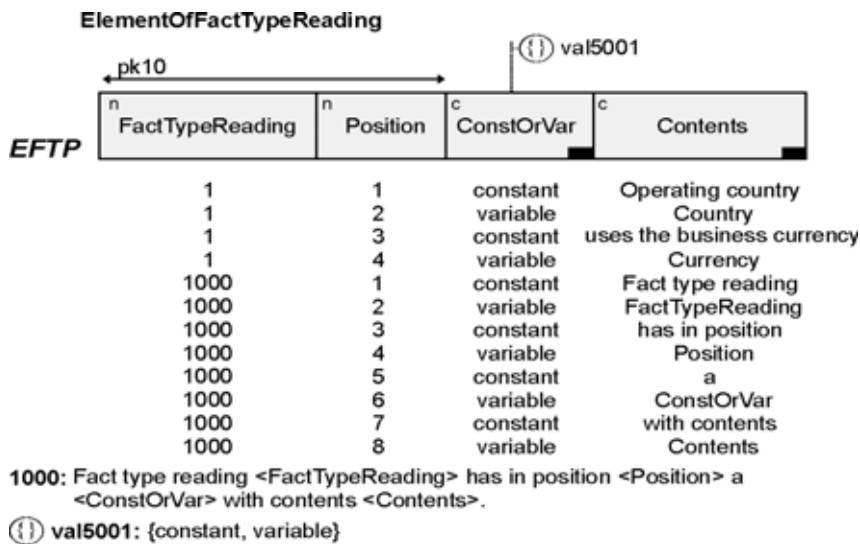 ElementOfFactTypeReading
({}) val5001
pk10
n n c c
FactTypeReading Position ConstOrVar Contents
EFTP
1 1 constant Operating country
1 2 variable Country
1 3 constant uses the business currency
1 4 variable Currency
1000 1 constant Fact type reading
1000 2 variable FactTypeReading
1000 3 constant has in position
1000 4 variable Position
1000 5 constant a
1000 6 variable ConstOrVar
1000 7 constant with contents
1000 8 variable Contents
1000: Fact type reading <FactTypeReading> has in position <Position> a
<ConstOrVar> with contents <Contents>.
({}) val5001: {constant, variable}